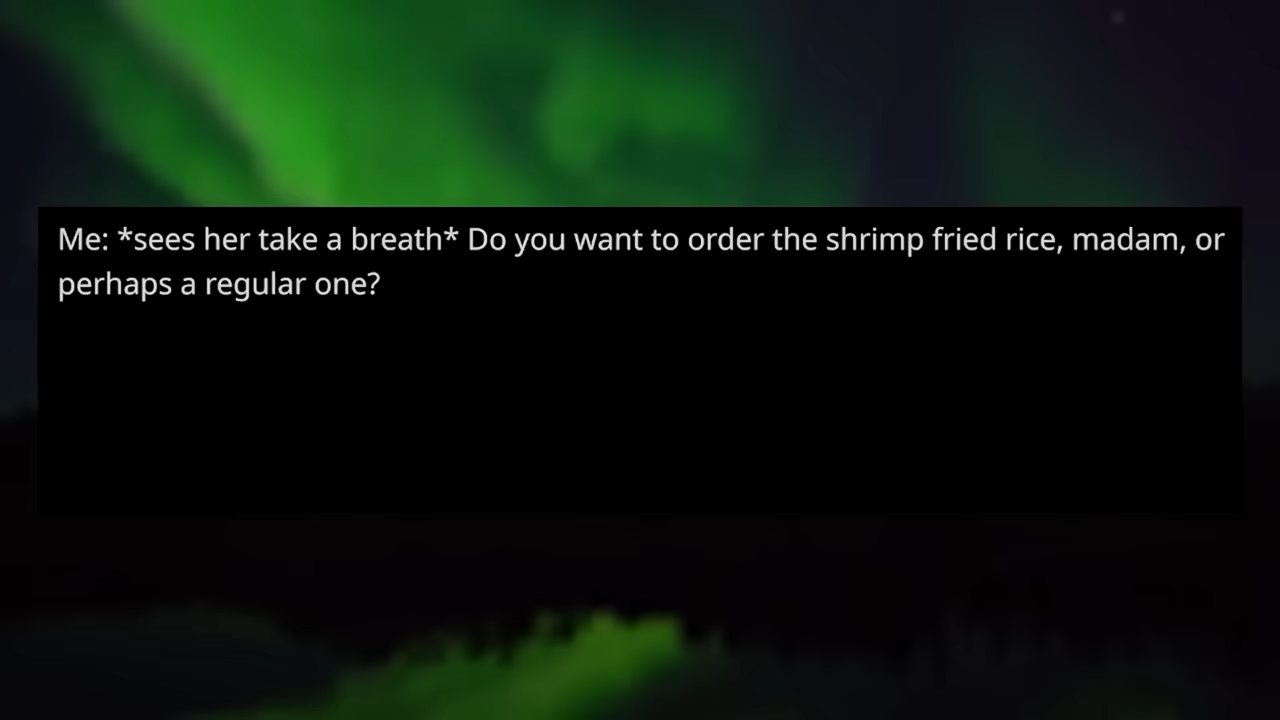 Me: *sees her take a breath* Do you want to order the shrimp fried rice, madam, or
perhaps a regular one?